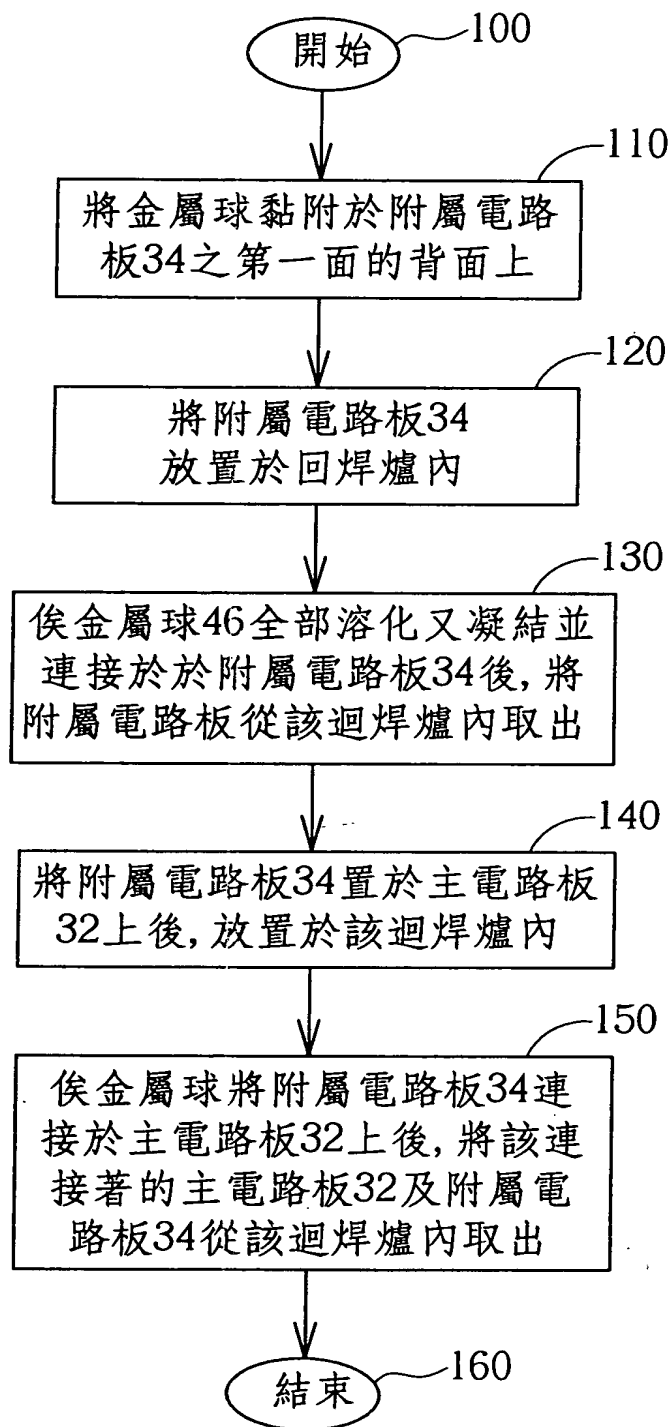 開始
100
110
將金屬球黏附於附屬電路
板34之第一面的背面上
120
將附屬電路板34
放置於回焊爐內
130
俟金屬球46全部溶化又凝結並
連接於於附屬電路板34後,將
附屬電路板從該迴焊爐內取出
140
將附屬電路板34置於主電路板
32上後,放置於該迴焊爐內
150
俟金屬球將附屬電路板34連
接於主電路板32上後,將該連
接著的主電路板32及附屬電
路板34從該迴焊爐內取出
結束
160